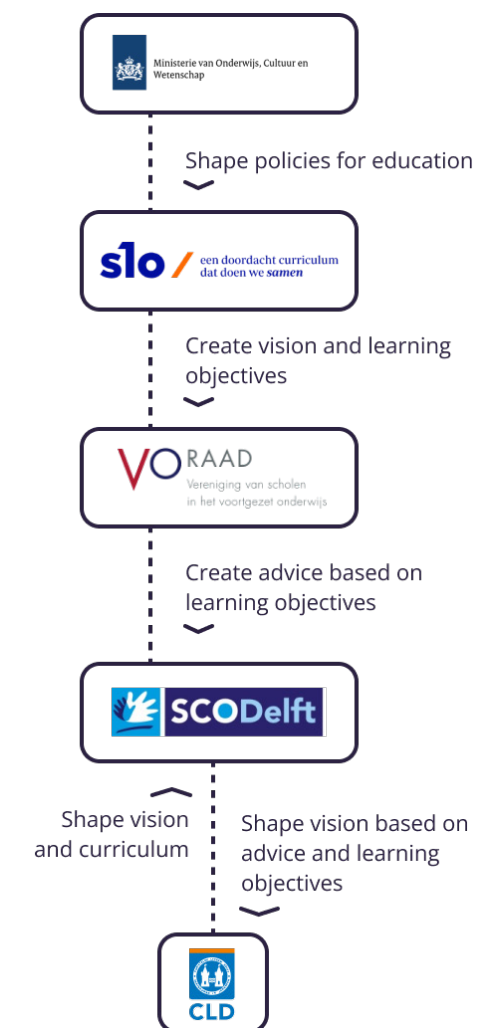 Ministerie van Onderwijs, Cultuur en
Wetenschap
Shape policies for education
slo / een doordacht curriculum
dat doen we samen
Create vision and learning
objectives
VO RAAD
Vereniging van scholen
in het voortgezet onderwijs
Create advice based on
learning objectives
SCODelft
Shape vision
and curriculum
Shape vision based on
advice and learning
objectives
CLD